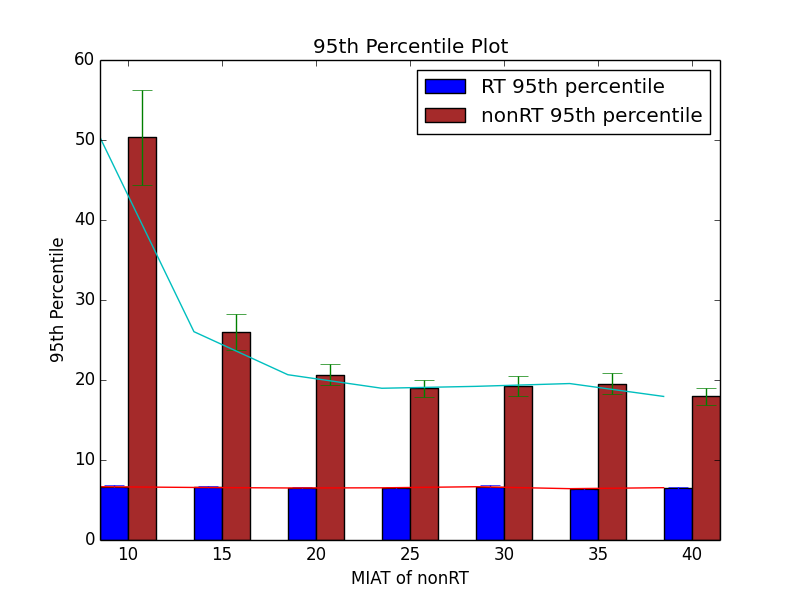 95th Percentile Plot
RT 95th percentile
nonRT 95th percentile
95th Percentile
60
50
40
30
20
10
0
10 15 20 25 30 35 40
MIAT of nonRT